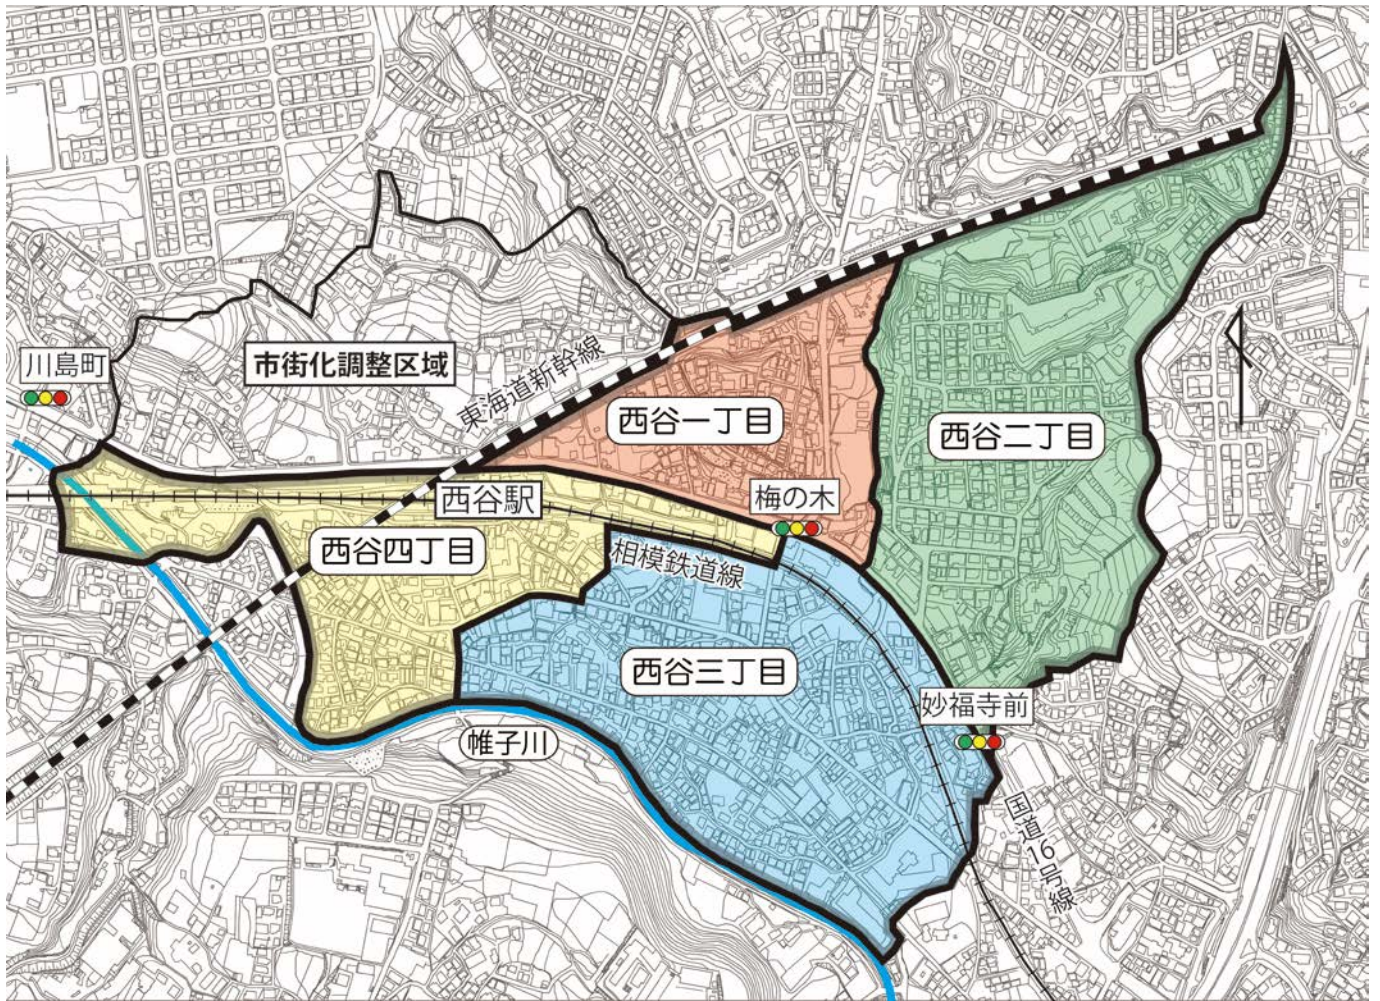 川島町
市街化調整区域
東海道新幹線
西谷一丁目
西谷二丁目
西谷駅
梅の木
西谷四丁目
相模鉄道線
西谷三丁目
妙福寺前
帷子川
国道16号線